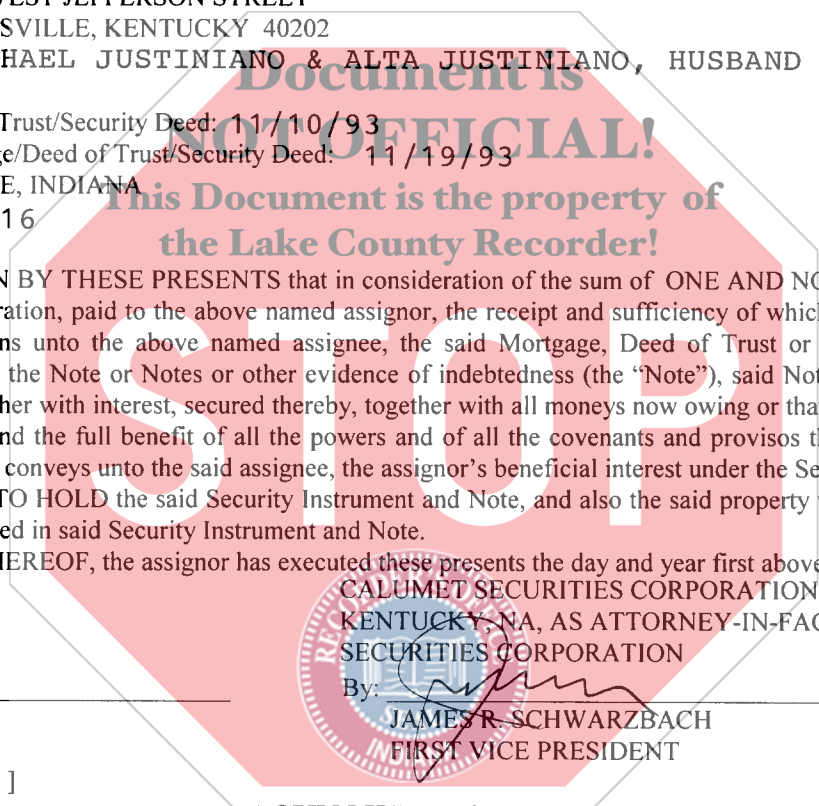 WEST JEFFERSON STREET
SVILLE, KENTUCKY 40202
HAEL JUSTINIANO & ALTA JUSTINIANO, HUSBAND
Document is
Trust/Security Deed: 11/10/93
NOT OFFICIAL!
e/Deed of Trust/Security Deed: 11/19/93
E, INDIANA
This Document is the property of
16
the Lake County Recorder!
N BY THESE PRESENTS that in consideration of the sum of ONE AND NO
ration, paid to the above named assignor, the receipt and sufficiency of which
ns unto the above named assignee, the said Mortgage, Deed of Trust or
the Note or Notes or other evidence of indebtedness (the “Note”), said Not
her with interest, secured thereby, together with all moneys now owing or tha
nd the full benefit of all the powers and of all the covenants and provisos th
conveys unto the said assignee, the assignor’s beneficial interest under the Se
TO HOLD the said Security Instrument and Note, and also the said property
ed in said Security Instrument and Note.
STOP
HEREOF, the assignor has executed these presents the day and year first above
CALUMET SECURITIES CORPORATION
KENTUCKY, NA, AS ATTORNEY-IN-FAC
SECURITIES CORPORATION
By:
JAMES R. SCHWARZBACH
FIRST VICE PRESIDENT
]
RECORDER'S OFFICE
INDIANA